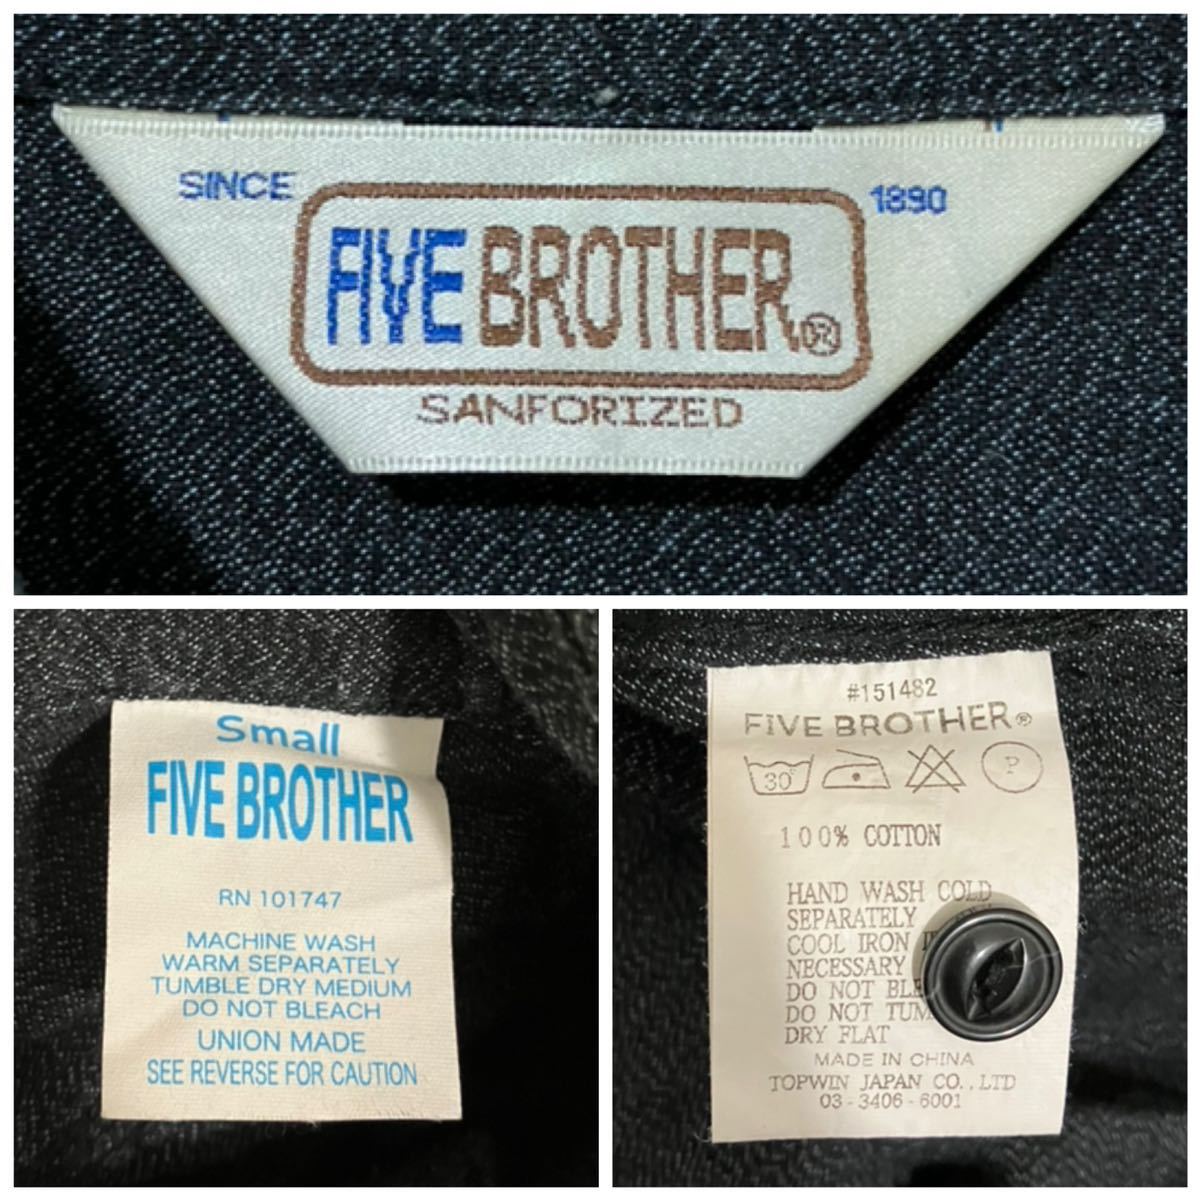 SINCE 1890
FIVE BROTHER®
SANFORIZED
Small
FIVE BROTHER
RN 101747
MACHINE WASH
WARM SEPARATELY
TUMBLE DRY MEDIUM
DO NOT BLEACH
UNION MADE
SEE REVERSE FOR CAUTION
#151482
FIVE BROTHER®
30° P
100% COTTON
HAND WASH COLD
SEPARATELY
COOL IRON
NECESSARY
DO NOT
DO NOT
DRY FLAT
MADE IN CHINA
TOPWIN JAPAN CO.,LTD
03-3406-6001